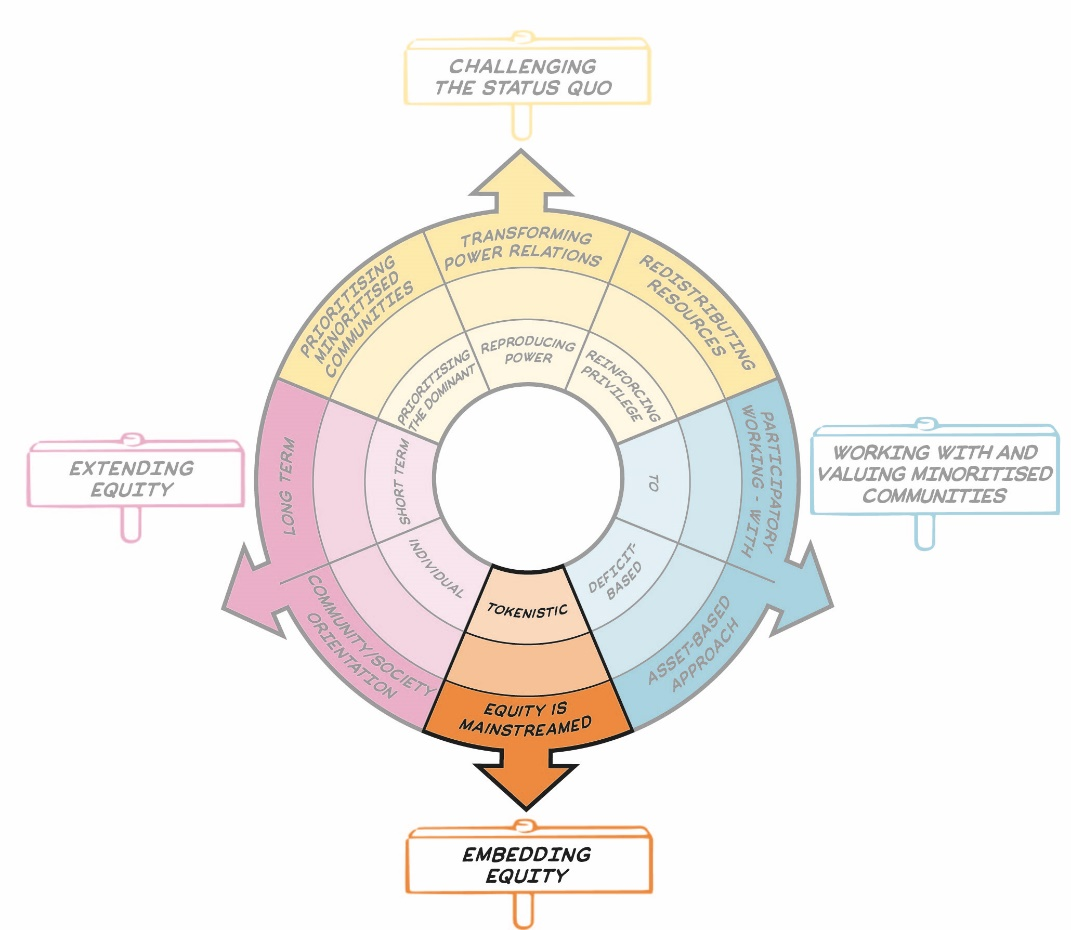 CHALLENGING
THE STATUS QUO
TRANSFORMING
POWER RELATIONS
PRIORITISING
MINORITISED
COMMUNITIES
REDISTRIBUTING
RESOURCES
REPRODUCING
POWER
PRIORITISING
THE DOMINANT
REINFORCING
PRIVILEGE
EXTENDING
EQUITY
LONG TERM
SHORT TERM
TO
PARTICIPATORY
WORKING - WITH
WORKING WITH AND
VALUING MINORITISED
COMMUNITIES
INDIVIDUAL
DEFICIT-
BASED
COMMUNITY/SOCIETY
ORIENTATION
TOKENISTIC
ASSET-BASED
APPROACH
EQUITY IS
MAINSTREAMED
EMBEDDING
EQUITY